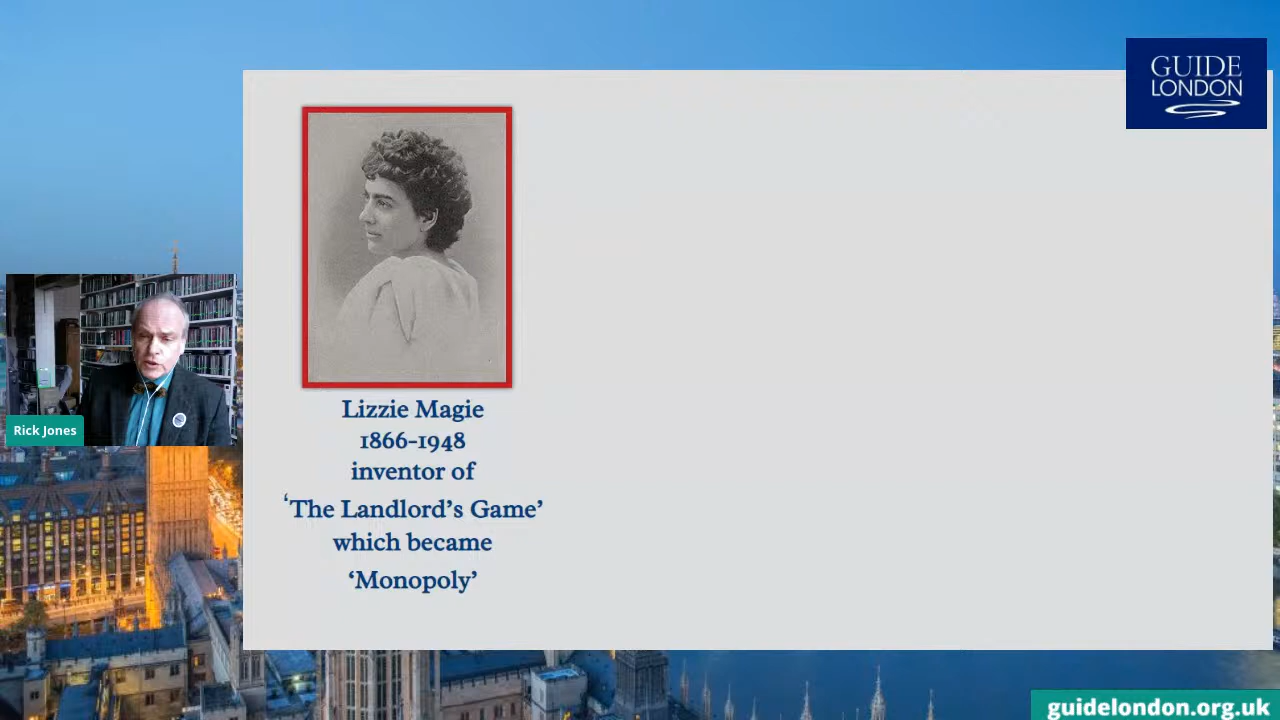 GUIDE
LONDON
Rick Jones
Lizzie Magie
1866-1948
inventor of
‘The Landlord’s Game’
which became
‘Monopoly’
guidelondon.org.uk